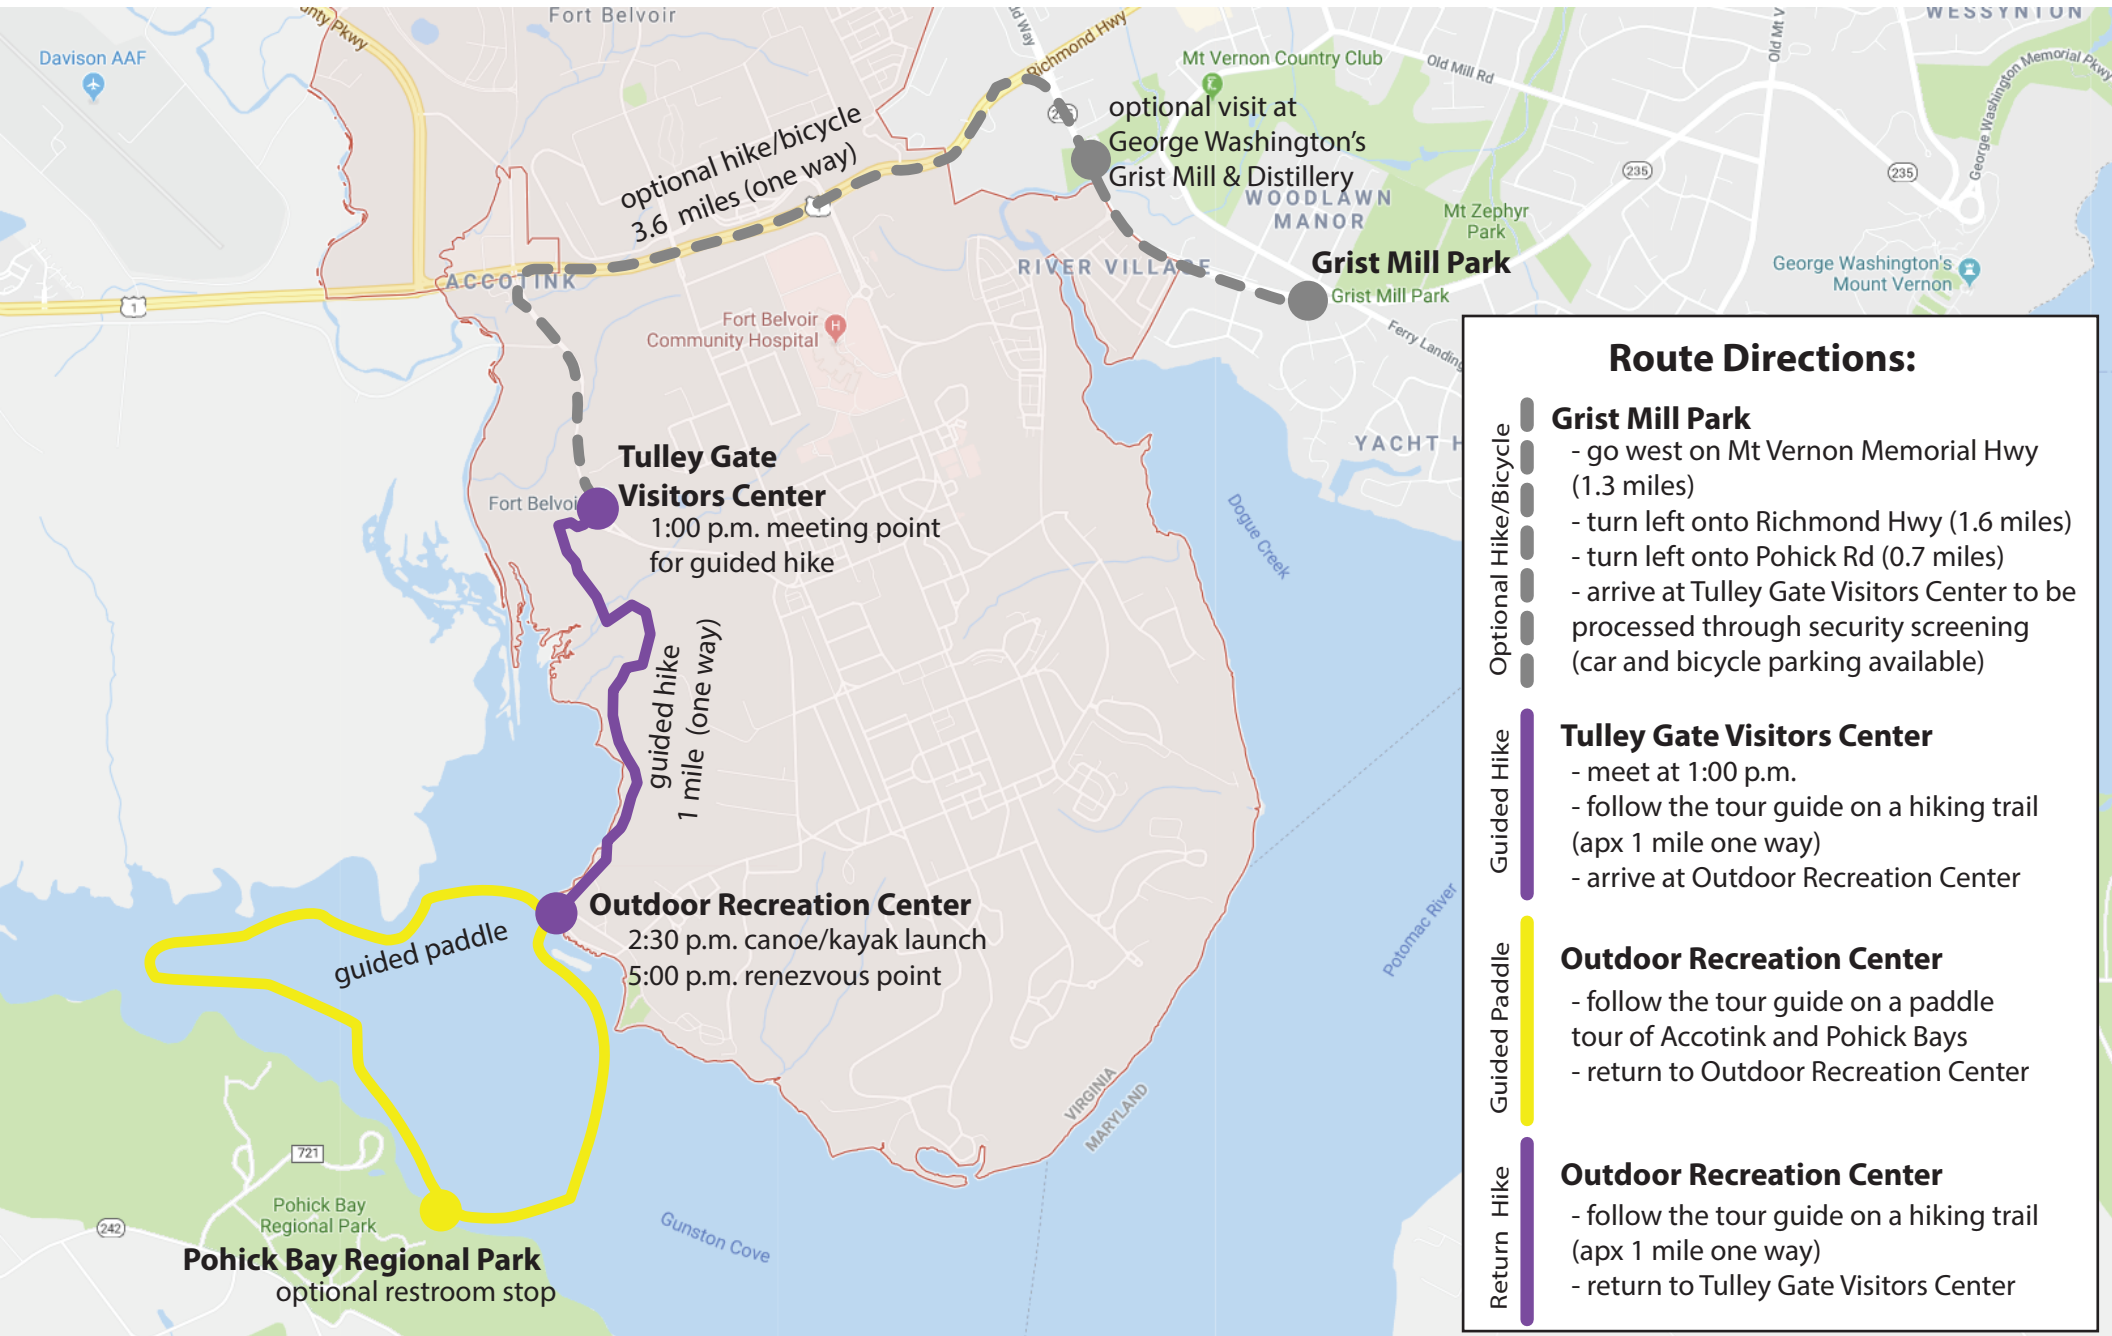 Fort Belvoir
unty Pkwy
Davison AAF
Richmond Hwy
Mt Vernon Country Club
Old Mill Rd
Old Mt V
WESSYNTON
George Washington Memorial Pkwy
optional hike/bicycle
3.6 miles (one way)
optional visit at
George Washington's
Grist Mill & Distillery
235
235
WOODLAWN
MANOR
Mt Zephyr
Park
ACCOTINK
RIVER VILLAGE
Grist Mill Park
Grist Mill Park
George Washington's
Mount Vernon
1
Fort Belvoir
Community Hospital
H
Ferry Landing
YACHT H
Tulley Gate
Visitors Center
1:00 p.m. meeting point
for guided hike
Fort Belvoi
Dogue Creek
guided hike
1 mile (one way)
Potomac River
Outdoor Recreation Center
2:30 p.m. canoe/kayak launch
5:00 p.m. renezvous point
guided paddle
VIRGINIA
MARYLAND
721
242
Pohick Bay
Regional Park
Gunston Cove
Pohick Bay Regional Park
optional restroom stop
Route Directions:
Optional Hike/Bicycle
Grist Mill Park
- go west on Mt Vernon Memorial Hwy
(1.3 miles)
- turn left onto Richmond Hwy (1.6 miles)
- turn left onto Pohick Rd (0.7 miles)
- arrive at Tulley Gate Visitors Center to be
processed through security screening
(car and bicycle parking available)
Guided Hike
Tulley Gate Visitors Center
- meet at 1:00 p.m.
- follow the tour guide on a hiking trail
(apx 1 mile one way)
- arrive at Outdoor Recreation Center
Guided Paddle
Outdoor Recreation Center
- follow the tour guide on a paddle
tour of Accotink and Pohick Bays
- return to Outdoor Recreation Center
Return Hike
Outdoor Recreation Center
- follow the tour guide on a hiking trail
(apx 1 mile one way)
- return to Tulley Gate Visitors Center